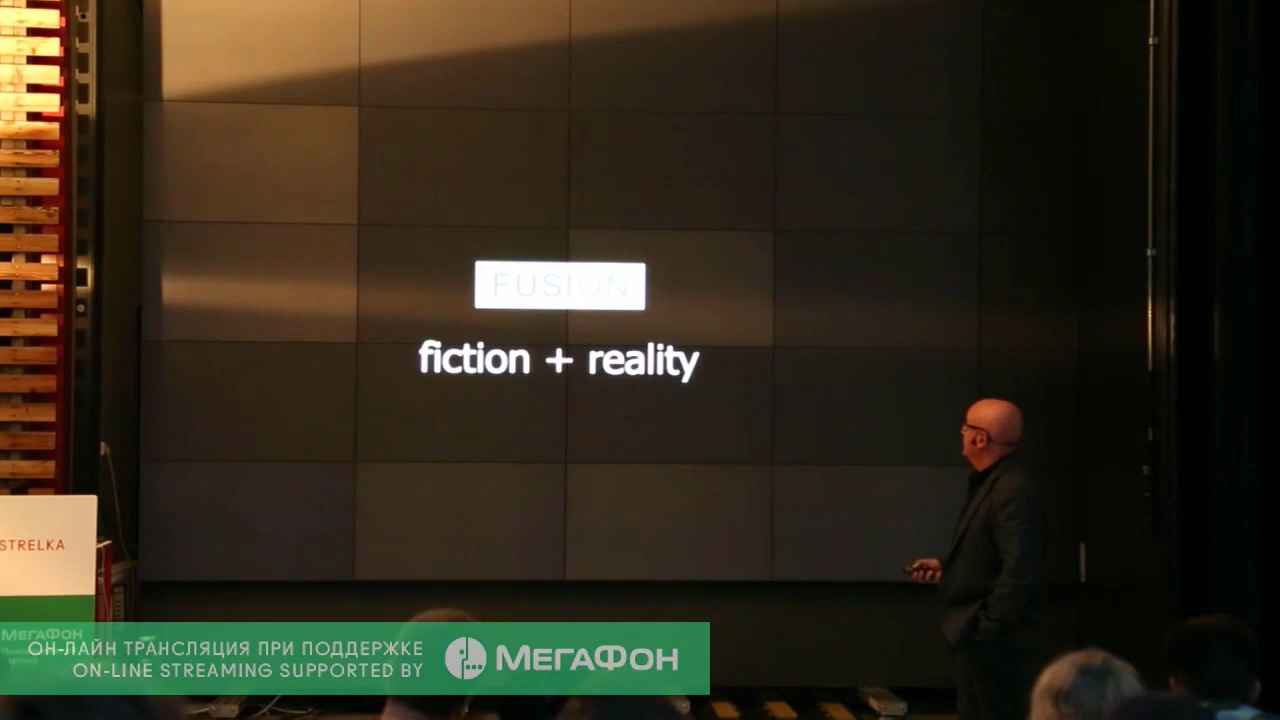 FUSION
fiction + reality
STRELKA
МЕГАФОН
ОН-ЛАЙН ТРАНСЛЯЦИЯ ПРИ ПОДДЕРЖКЕ
ON-LINE STREAMING SUPPORTED BY
МЕГАФОН